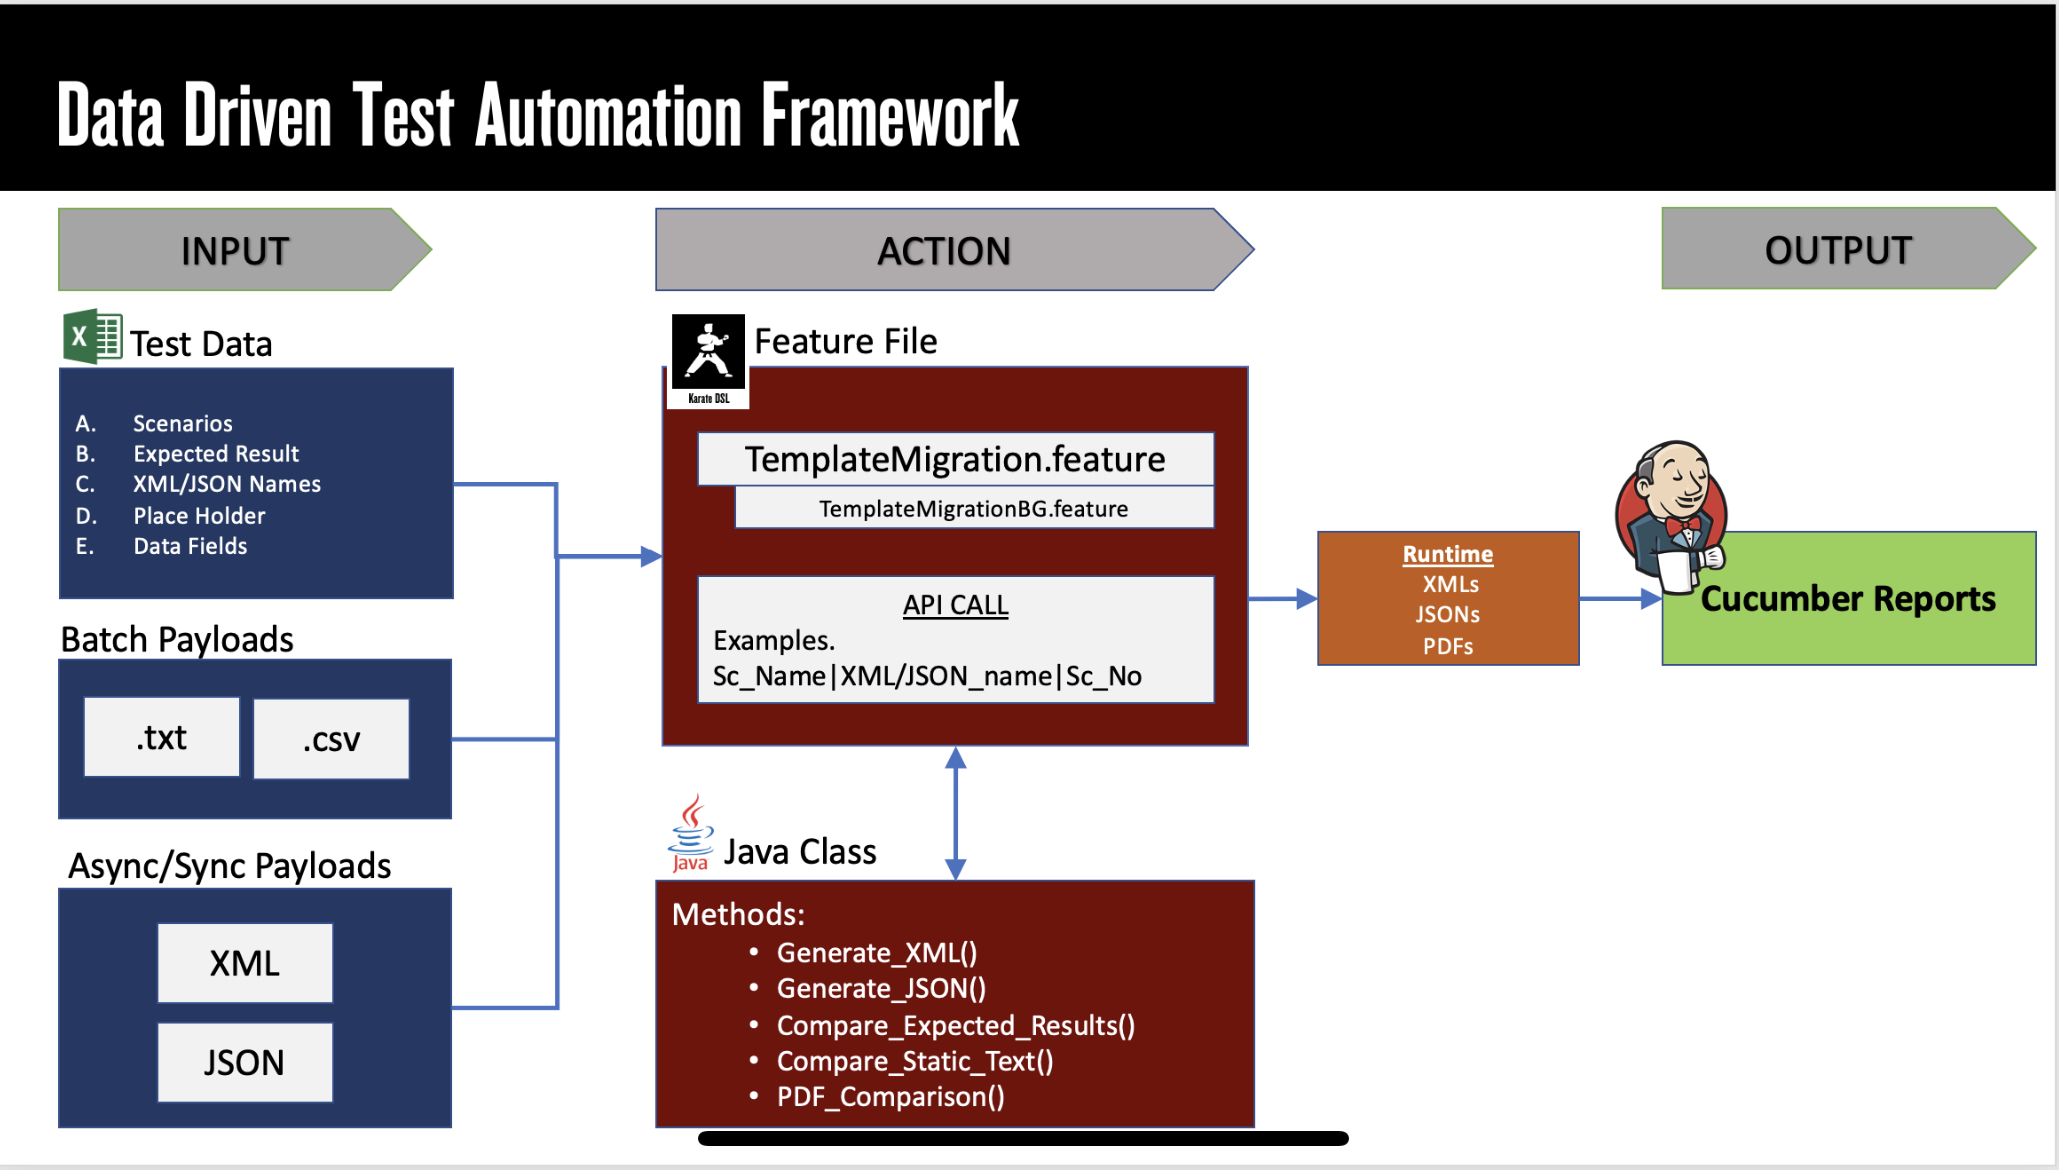 Data Driven Test Automation Framework
INPUT
ACTION
OUTPUT
X
Test Data
A. Scenarios
B. Expected Result
C. XML/JSON Names
D. Place Holder
E. Data Fields
Batch Payloads
.txt
.csv
Async/Sync Payloads
XML
JSON
Karate DSL
Feature File
TemplateMigration.feature
TemplateMigrationBG.feature
API CALL
Examples.
Sc_Name|XML/JSON_name|Sc_No
Java
Java Class
Methods:
• Generate_XML()
• Generate_JSON()
• Compare_Expected_Results()
• Compare_Static_Text()
• PDF_Comparison()
Runtime
XMLs
JSONs
PDFs
Cucumber Reports